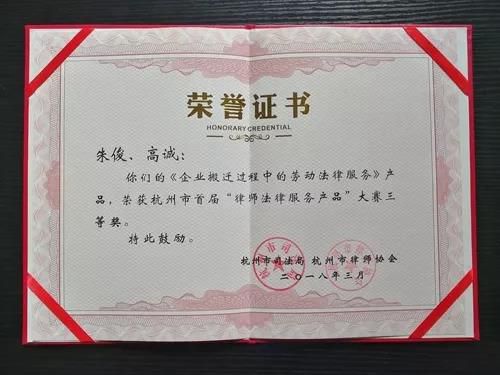 荣誉证书
HONORARY CREDENTIAL
朱俊、高诚:
你们的《企业搬迁过程中的劳动法律服务》产
品，荣获杭州市首届“律师法律服务产品”大赛三
等奖。
特此鼓励。
杭州市司法局 杭州市律师协会
二〇一八年三月